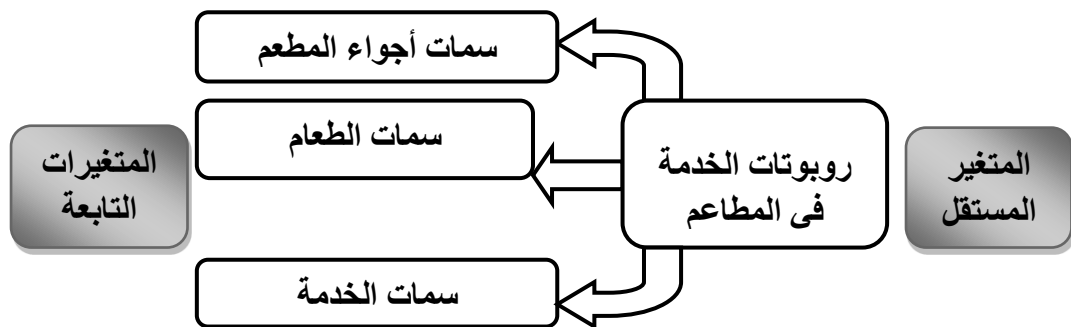 المتغير
المستقل
روبوتات الخدمة
فى المطاعم
سمات أجواء المطعم
سمات الطعام
سمات الخدمة
المتغيرات
التابعة